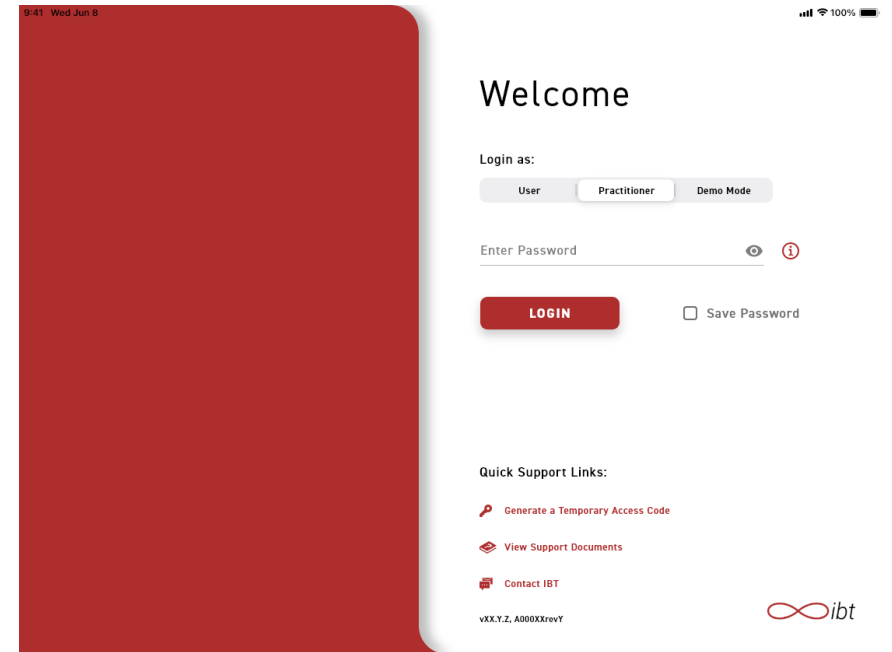 9:41 Wed Jun 8
100%
Welcome
Login as:
User Practitioner Demo Mode
Enter Password
LOGIN Save Password
Quick Support Links:
Generate a Temporary Access Code
View Support Documents
Contact IBT
vXX.Y.Z, A000XXrevY
ibt